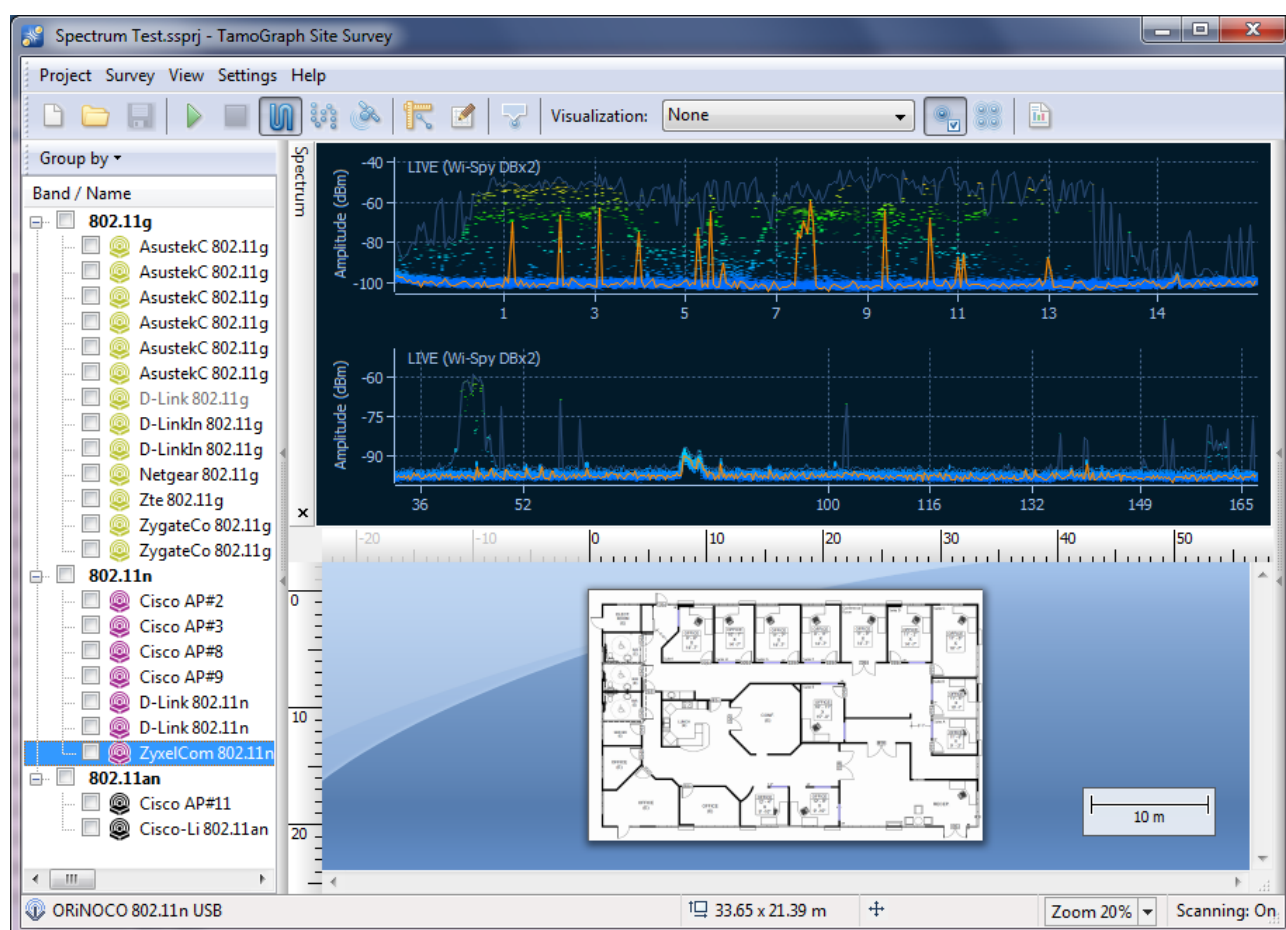 Spectrum Test.ssprj - TamoGraph Site Survey
Project Survey View Settings Help
Visualization: None
Group by
Band / Name
802.11g
AsustekC 802.11g
AsustekC 802.11g
AsustekC 802.11g
AsustekC 802.11g
AsustekC 802.11g
AsustekC 802.11g
D-Link 802.11g
D-LinkIn 802.11g
D-LinkIn 802.11g
Netgear 802.11g
Zte 802.11g
ZygateCo 802.11g
ZygateCo 802.11g
802.11n
Cisco AP#2
Cisco AP#3
Cisco AP#8
Cisco AP#9
D-Link 802.11n
D-Link 802.11n
ZyxelCom 802.11n
802.11an
Cisco AP#11
Cisco-Li 802.11an
Spectrum
x
LIVE (Wi-Spy DBx2)
Amplitude (dBm)
-40
-60
-80
-100
1 3 5 7 9 11 13 14
LIVE (Wi-Spy DBx2)
Amplitude (dBm)
-60
-75
-90
36 52 100 116 132 149 165
-20 -10 0 10 20 30 40 50
0
10
20
10 m
ORiNOCO 802.11n USB
33.65 x 21.39 m
Zoom 20%
Scanning: On